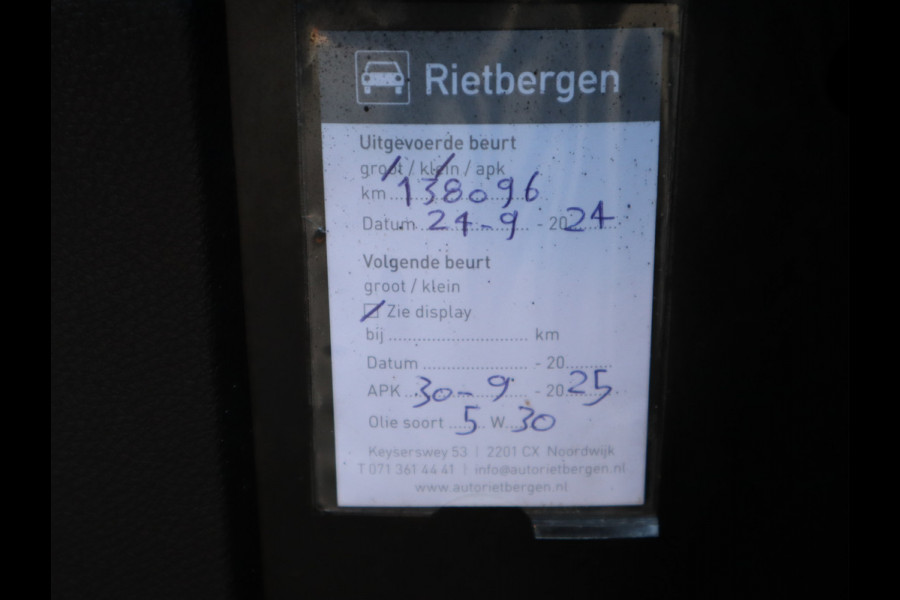 Rietbergen
Uitgevoerde beurt
groot / klein / apk
km 138096
Datum 24-9 - 2024
Volgende beurt
groot / klein
Zie display
bij .......................... km
Datum .................... - 20.........
APK 30-9 - 2025
Olie soort 5 W 30
Keyserswey 53 | 2201 CX Noordwijk
T 071 361 44 41 | info@autorietbergen.nl
www.autorietbergen.nl